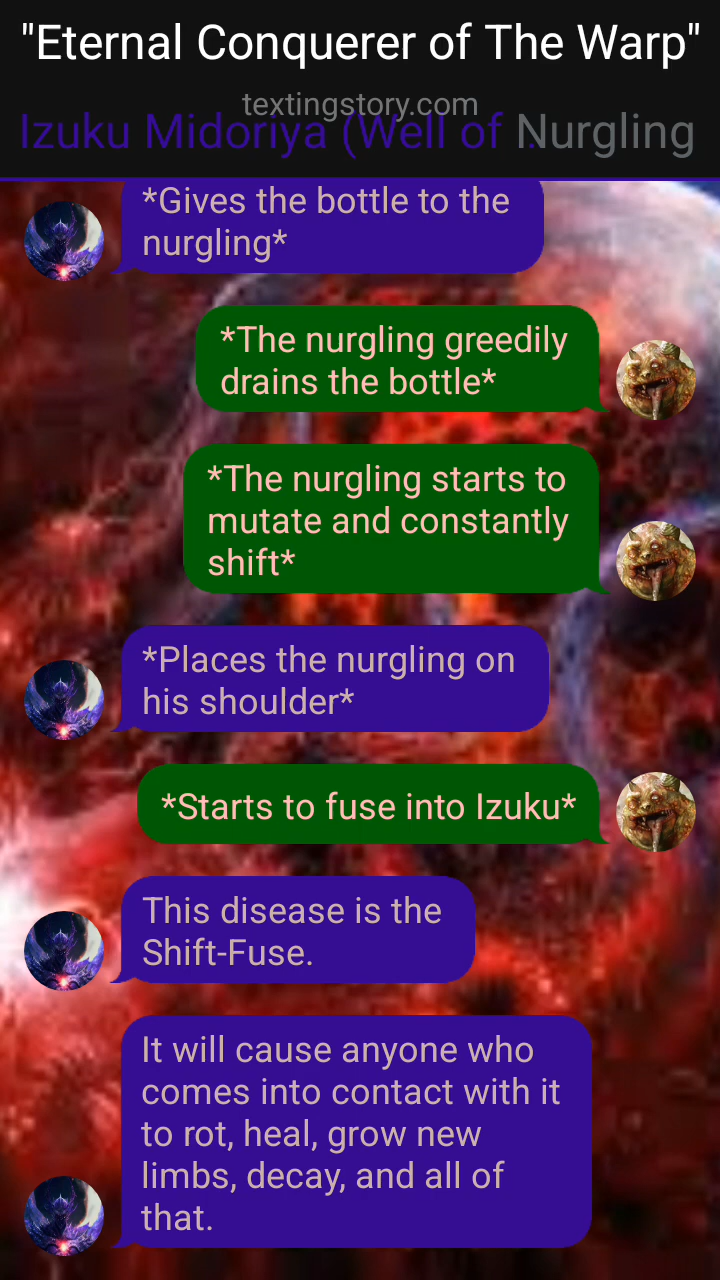 "Eternal Conquerer of The Warp"
textingstory.com
Izuku Midoriya (Well of Nurgling
*Gives the bottle to the
nurgling*
*The nurgling greedily
drains the bottle*
*The nurgling starts to
mutate and constantly
shift*
*Places the nurgling on
his shoulder*
*Starts to fuse into Izuku*
This disease is the
Shift-Fuse.
It will cause anyone who
comes into contact with it
to rot, heal, grow new
limbs, decay, and all of
that.